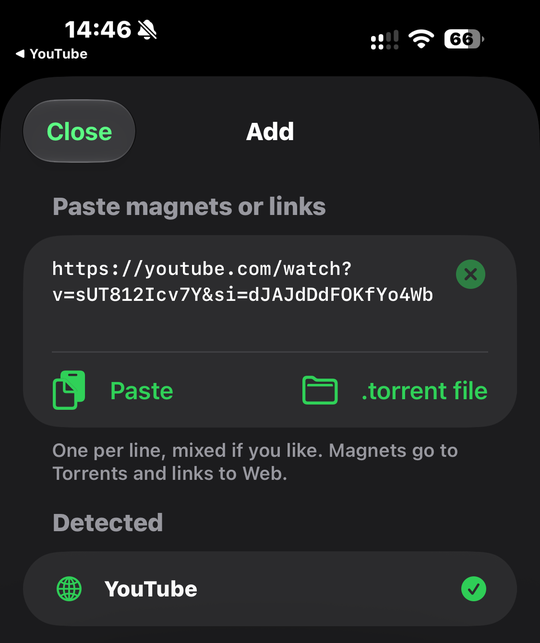 14:46
◀ YouTube
66
Close
Add
Paste magnets or links
https://youtube.com/watch?
v=sUT812Icv7Y&si=dJAJdDdFOKfYo4Wb
Paste
.torrent file
One per line, mixed if you like. Magnets go to
Torrents and links to Web.
Detected
YouTube